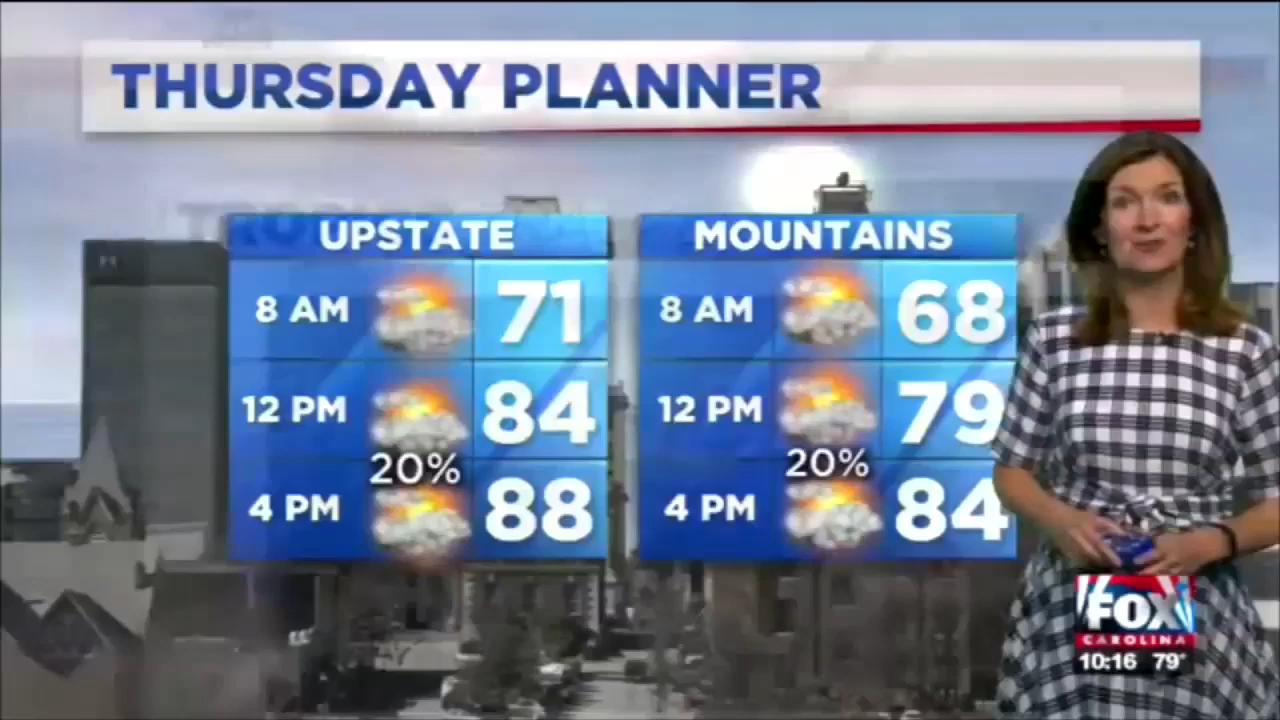 THURSDAY PLANNER
UPSTATE
8 AM 71
12 PM 84
20%
4 PM 88
MOUNTAINS
8 AM 68
12 PM 79
20%
4 PM 84
FOX
CAROLINA
10:16 79°